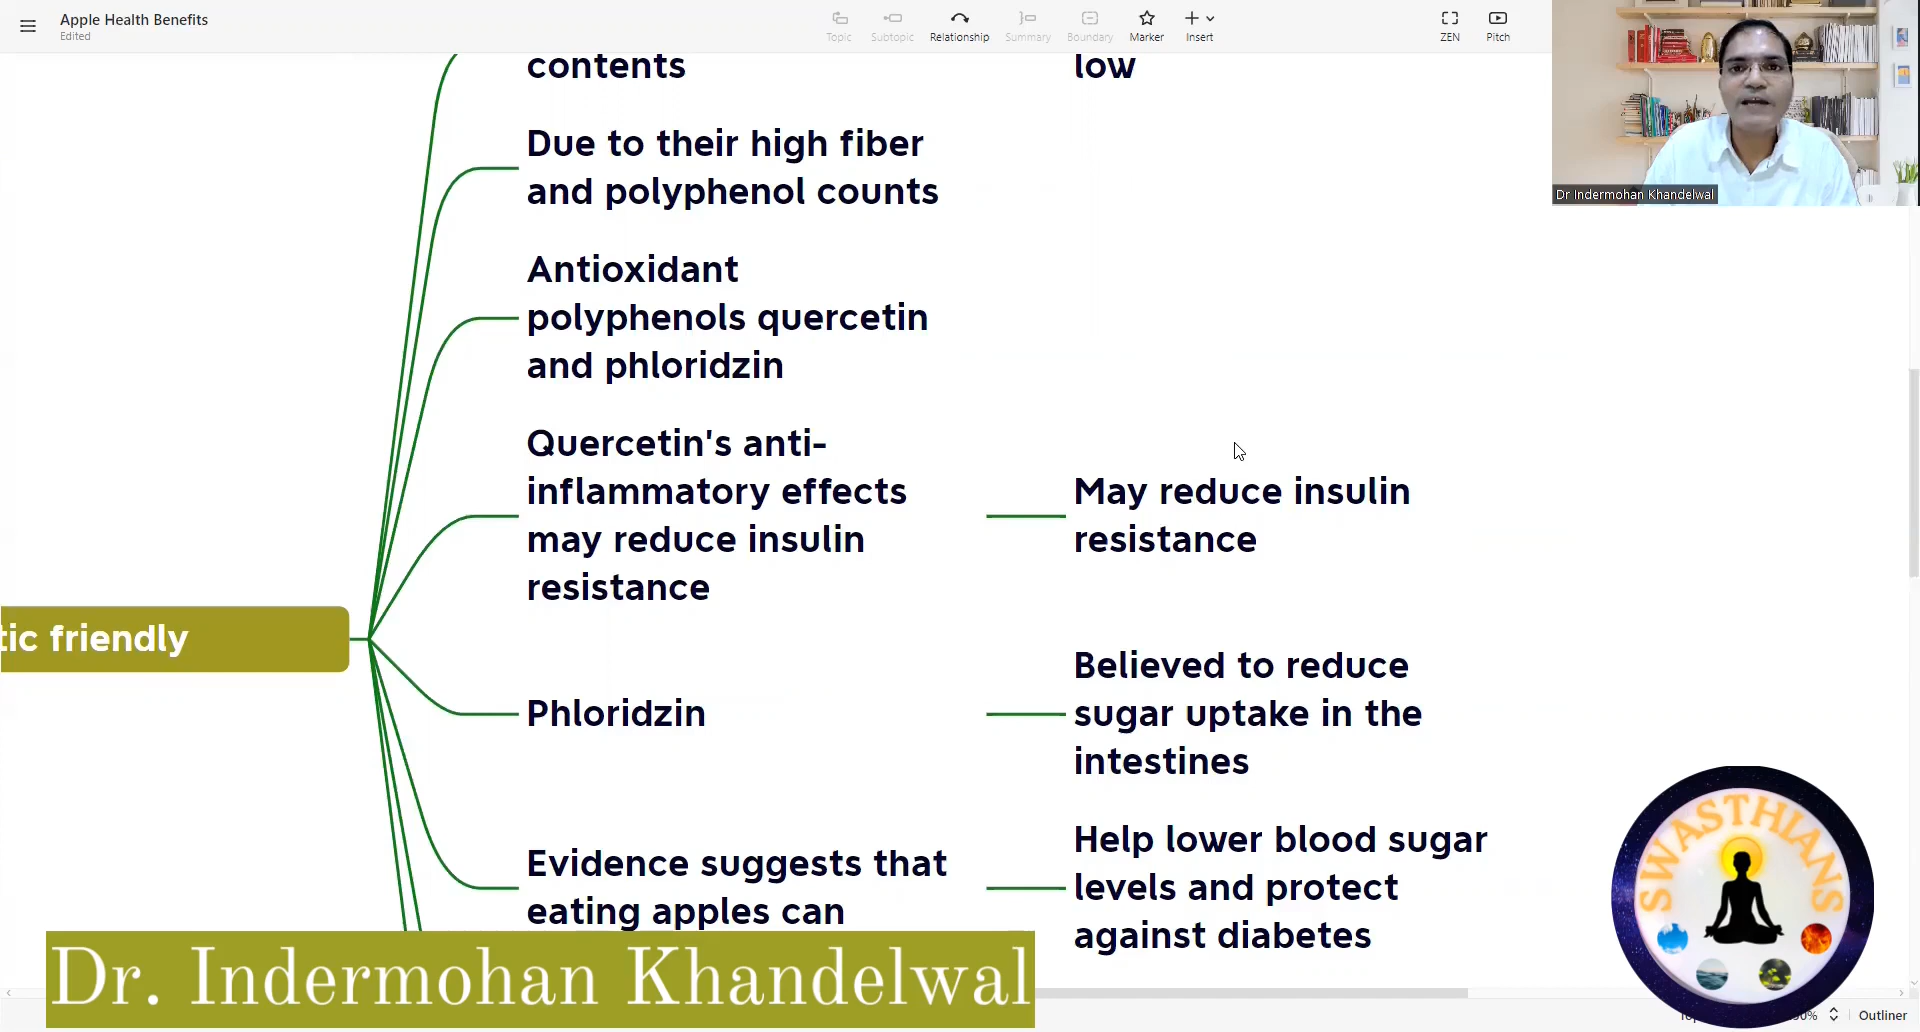 Apple Health Benefits
Edited
Topic
Subtopic
Relationship
Summary
Boundary
Marker
Insert
ZEN
Pitch
Dr Indermohan Khandelwal
contents
low
Due to their high fiber
and polyphenol counts
Antioxidant
polyphenols quercetin
and phloridzin
Quercetin's anti-
inflammatory effects
may reduce insulin
resistance
May reduce insulin
resistance
tic friendly
Phloridzin
Believed to reduce
sugar uptake in the
intestines
Evidence suggests that
eating apples can
Help lower blood sugar
levels and protect
against diabetes
SWASTHIANS
Dr. Indermohan Khandelwal
Outliner